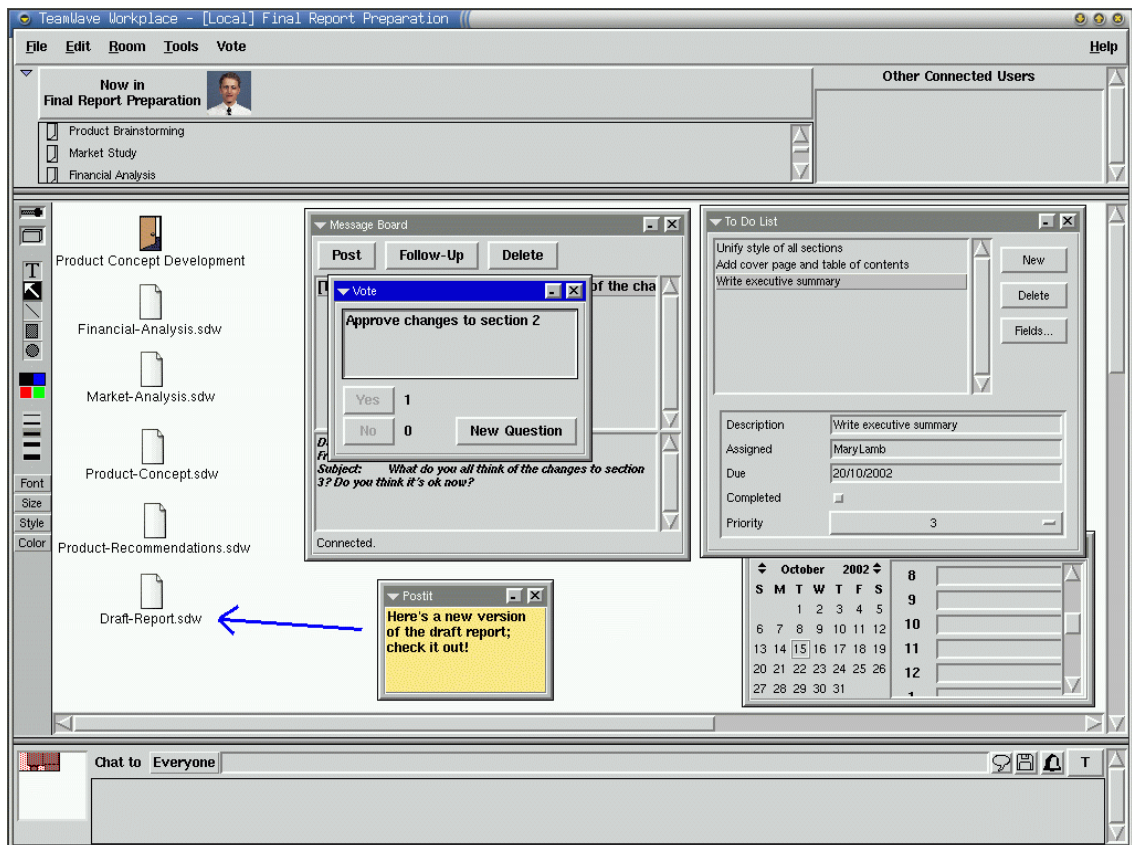 TeamWave Workplace - [Local] Final Report Preparation
File Edit Room Tools Vote Help
Now in
Final Report Preparation
Other Connected Users
Product Brainstorming
Market Study
Financial Analysis
Product Concept Development
Financial-Analysis.sdw
Market-Analysis.sdw
Product-Concept.sdw
Product-Recommendations.sdw
Draft-Report.sdw
T
Font
Size
Style
Color
Message Board
Post Follow-Up Delete
of the cha
Vote
Approve changes to section 2
Yes 1
No 0 New Question
Subject: What do you all think of the changes to section
3? Do you think it's ok now?
Connected.
To Do List
Unify style of all sections
Add cover page and table of contents
Write executive summary
New
Delete
Fields...
Description Write executive summary
Assigned MaryLamb
Due 20/10/2002
Completed
Priority 3
Postit
Here's a new version
of the draft report;
check it out!
October 2002
S M T W T F S
1 2 3 4 5
6 7 8 9 10 11 12
13 14 15 16 17 18 19
20 21 22 23 24 25 26
27 28 29 30 31
8
9
10
11
12
Chat to Everyone T